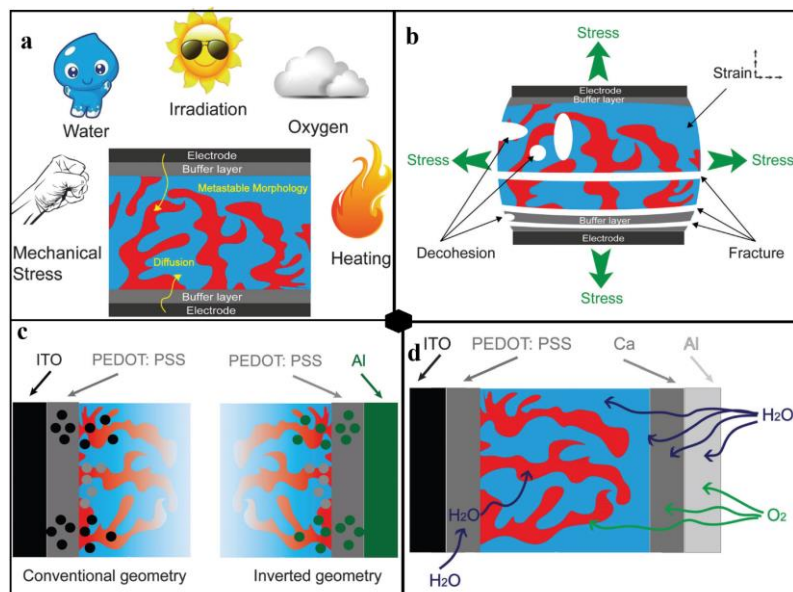 a
Water
Irradiation
Oxygen
Mechanical
Stress
Heating
Electrode
Buffer layer
Metastable Morphology
Diffusion
Buffer layer
Electrode
b
Stress
Strain
Electrode
Buffer layer
Stress
Stress
Buffer layer
Electrode
Decohesion
Fracture
Stress
c
ITO
PEDOT: PSS
PEDOT: PSS
Al
Conventional geometry
Inverted geometry
d
ITO
PEDOT: PSS
Ca
Al
H2O
H2O
O2
H2O